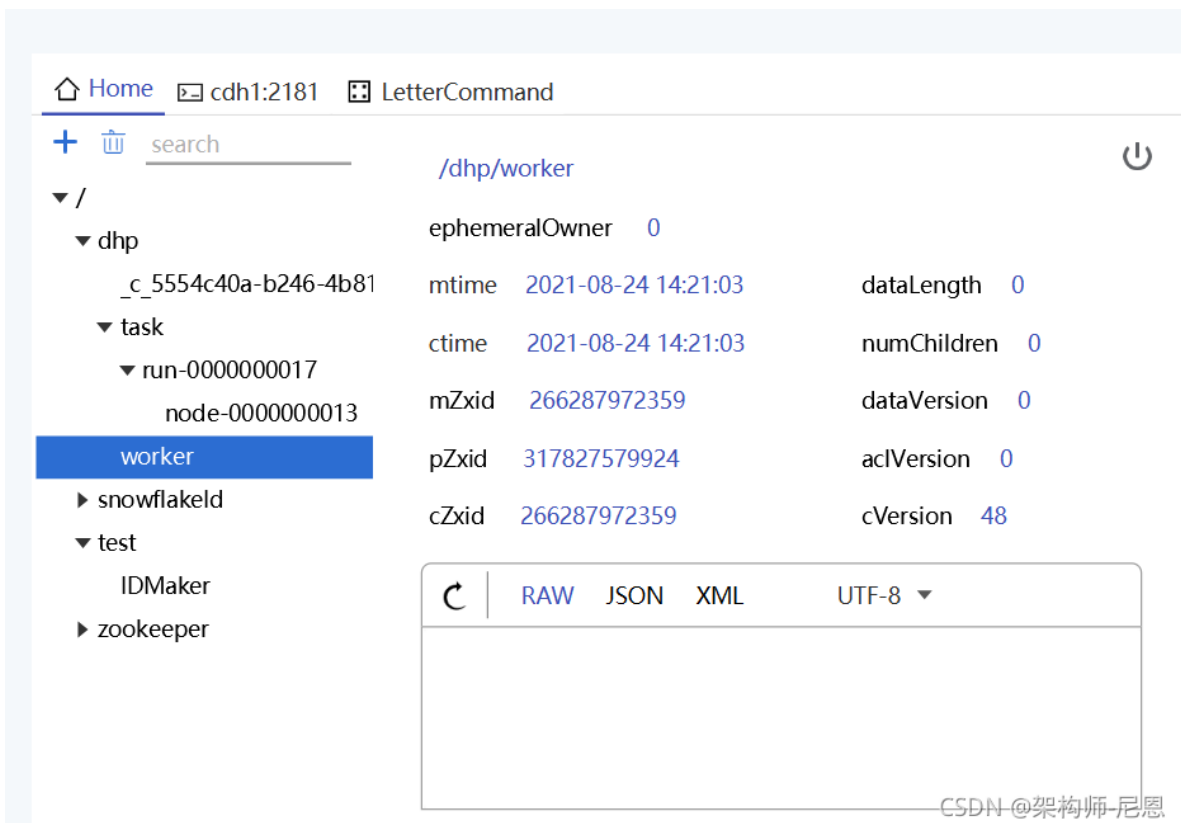 Home cdh1:2181 LetterCommand
search
/dhp/worker
/
dhp
_c_5554c40a-b246-4b81
task
run-0000000017
node-0000000013
worker
snowflakeId
test
IDMaker
zookeeper
ephemeralOwner 0
mtime 2021-08-24 14:21:03 dataLength 0
ctime 2021-08-24 14:21:03 numChildren 0
mZxid 266287972359 dataVersion 0
pZxid 317827579924 aclVersion 0
cZxid 266287972359 cVersion 48
RAW JSON XML UTF-8
CSDN @架构师-尼恩